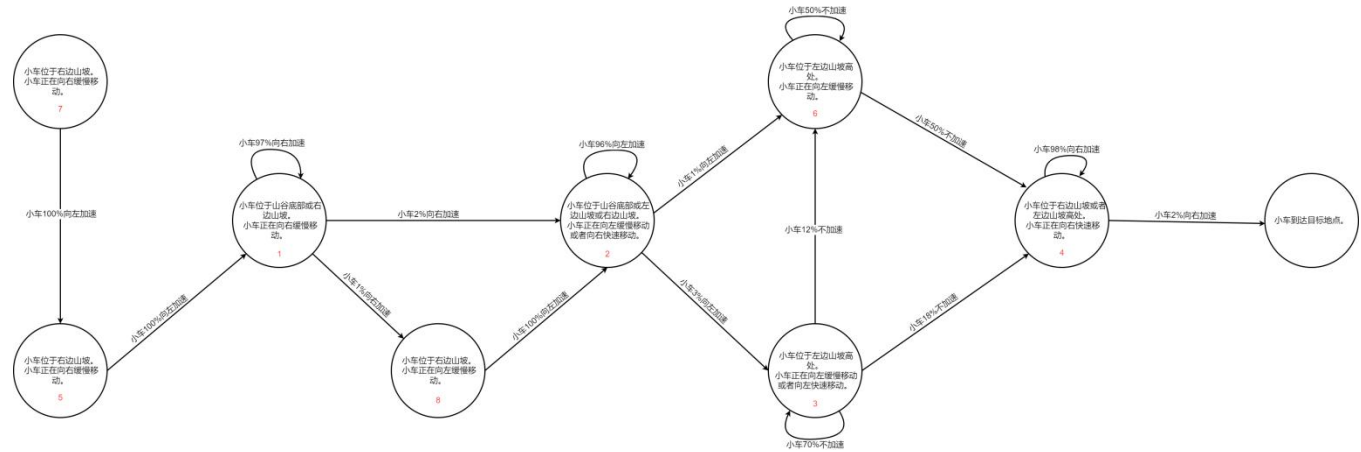 小车位于右边山坡。
小车正在向右缓慢移
动。
7
小车100%向左加速
小车位于右边山坡。
小车正在向右缓慢移
动。
5
小车100%向左加速
小车97%向右加速
小车位于山谷底部或右
边山坡。
小车正在向右缓慢移
动。
1
小车2%向右加速
小车1%向右加速
小车位于右边山坡。
小车正在向左缓慢移
动。
8
小车100%向左加速
小车96%向左加速
小车位于山谷底部或左
边山坡或右边山坡。
小车正在向左缓慢移动
或者向右快速移动。
2
小车1%向左加速
小车3%向左加速
小车50%不加速
小车位于左边山坡高
处。
小车正在向左缓慢移
动。
6
小车50%不加速
小车12%不加速
小车位于左边山坡高
处。
小车正在向左缓慢移动
或者向左快速移动。
3
小车70%不加速
小车18%不加速
小车98%向右加速
小车位于右边山坡或者
左边山坡高处。
小车正在向右快速移
动。
4
小车2%向右加速
小车到达目标地点。